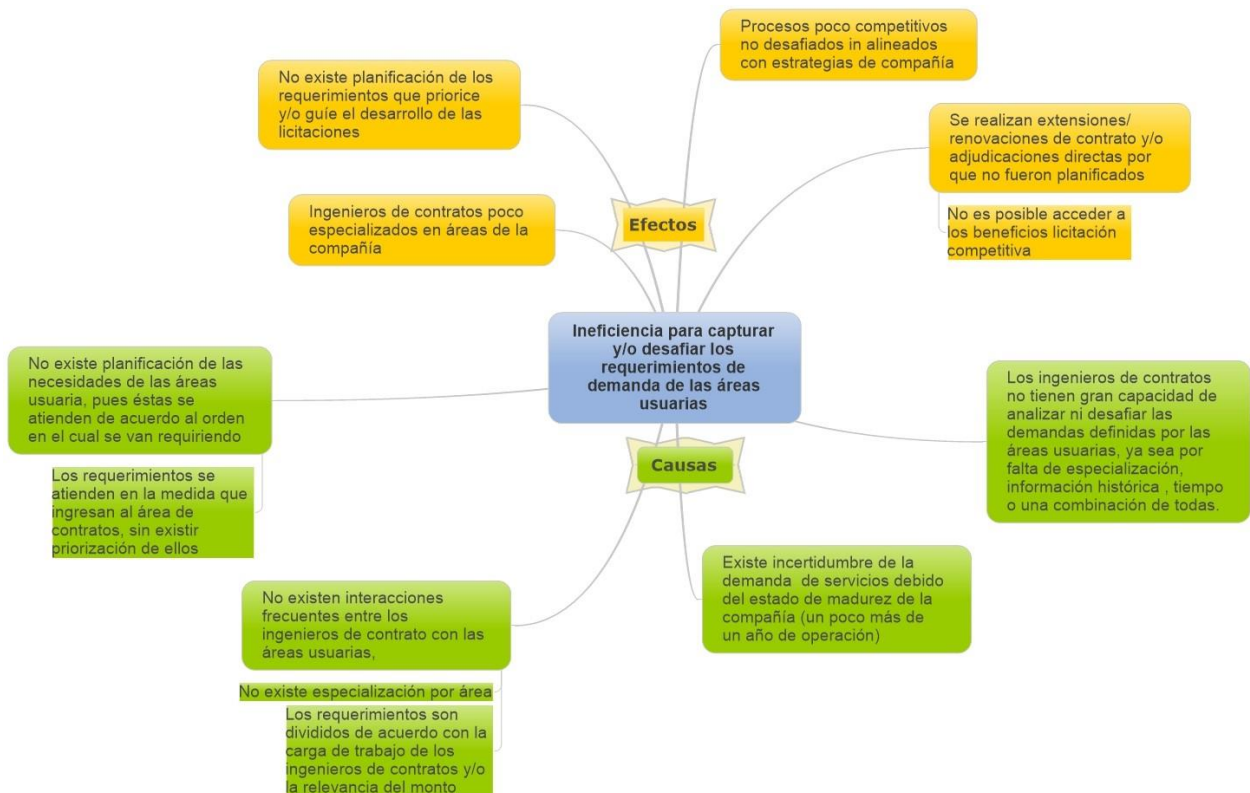 Procesos poco competitivos
no desafiados in alineados
con estrategias de compañía
No existe planificación de los
requerimientos que priorice
y/o guíe el desarrollo de las
licitaciones
Se realizan extensiones/
renovaciones de contrato y/o
adjudicaciones directas por
que no fueron planificados
No es posible acceder a
los beneficios licitación
competitiva
Ingenieros de contratos poco
especializados en áreas de la
compañía
Efectos
Ineficiencia para capturar
y/o desafiar los
requerimientos de
demanda de las áreas
usuarias
No existe planificación de las
necesidades de las áreas
usuaria, pues éstas se
atienden de acuerdo al orden
en el cual se van requiriendo
Los requerimientos se
atienden en la medida que
ingresan al área de
contratos, sin existir
priorización de ellos
Los ingenieros de contratos
no tienen gran capacidad de
analizar ni desafiar las
demandas definidas por las
áreas usuarias, ya sea por
falta de especialización,
información histórica , tiempo
o una combinación de todas.
Causas
Existe incertidumbre de la
demanda de servicios debido
del estado de madurez de la
compañía (un poco más de
un año de operación)
No existen interacciones
frecuentes entre los
ingenieros de contrato con las
áreas usuarias,
No existe especialización por área
Los requerimientos son
divididos de acuerdo con la
carga de trabajo de los
ingenieros de contratos y/o
la relevancia del monto